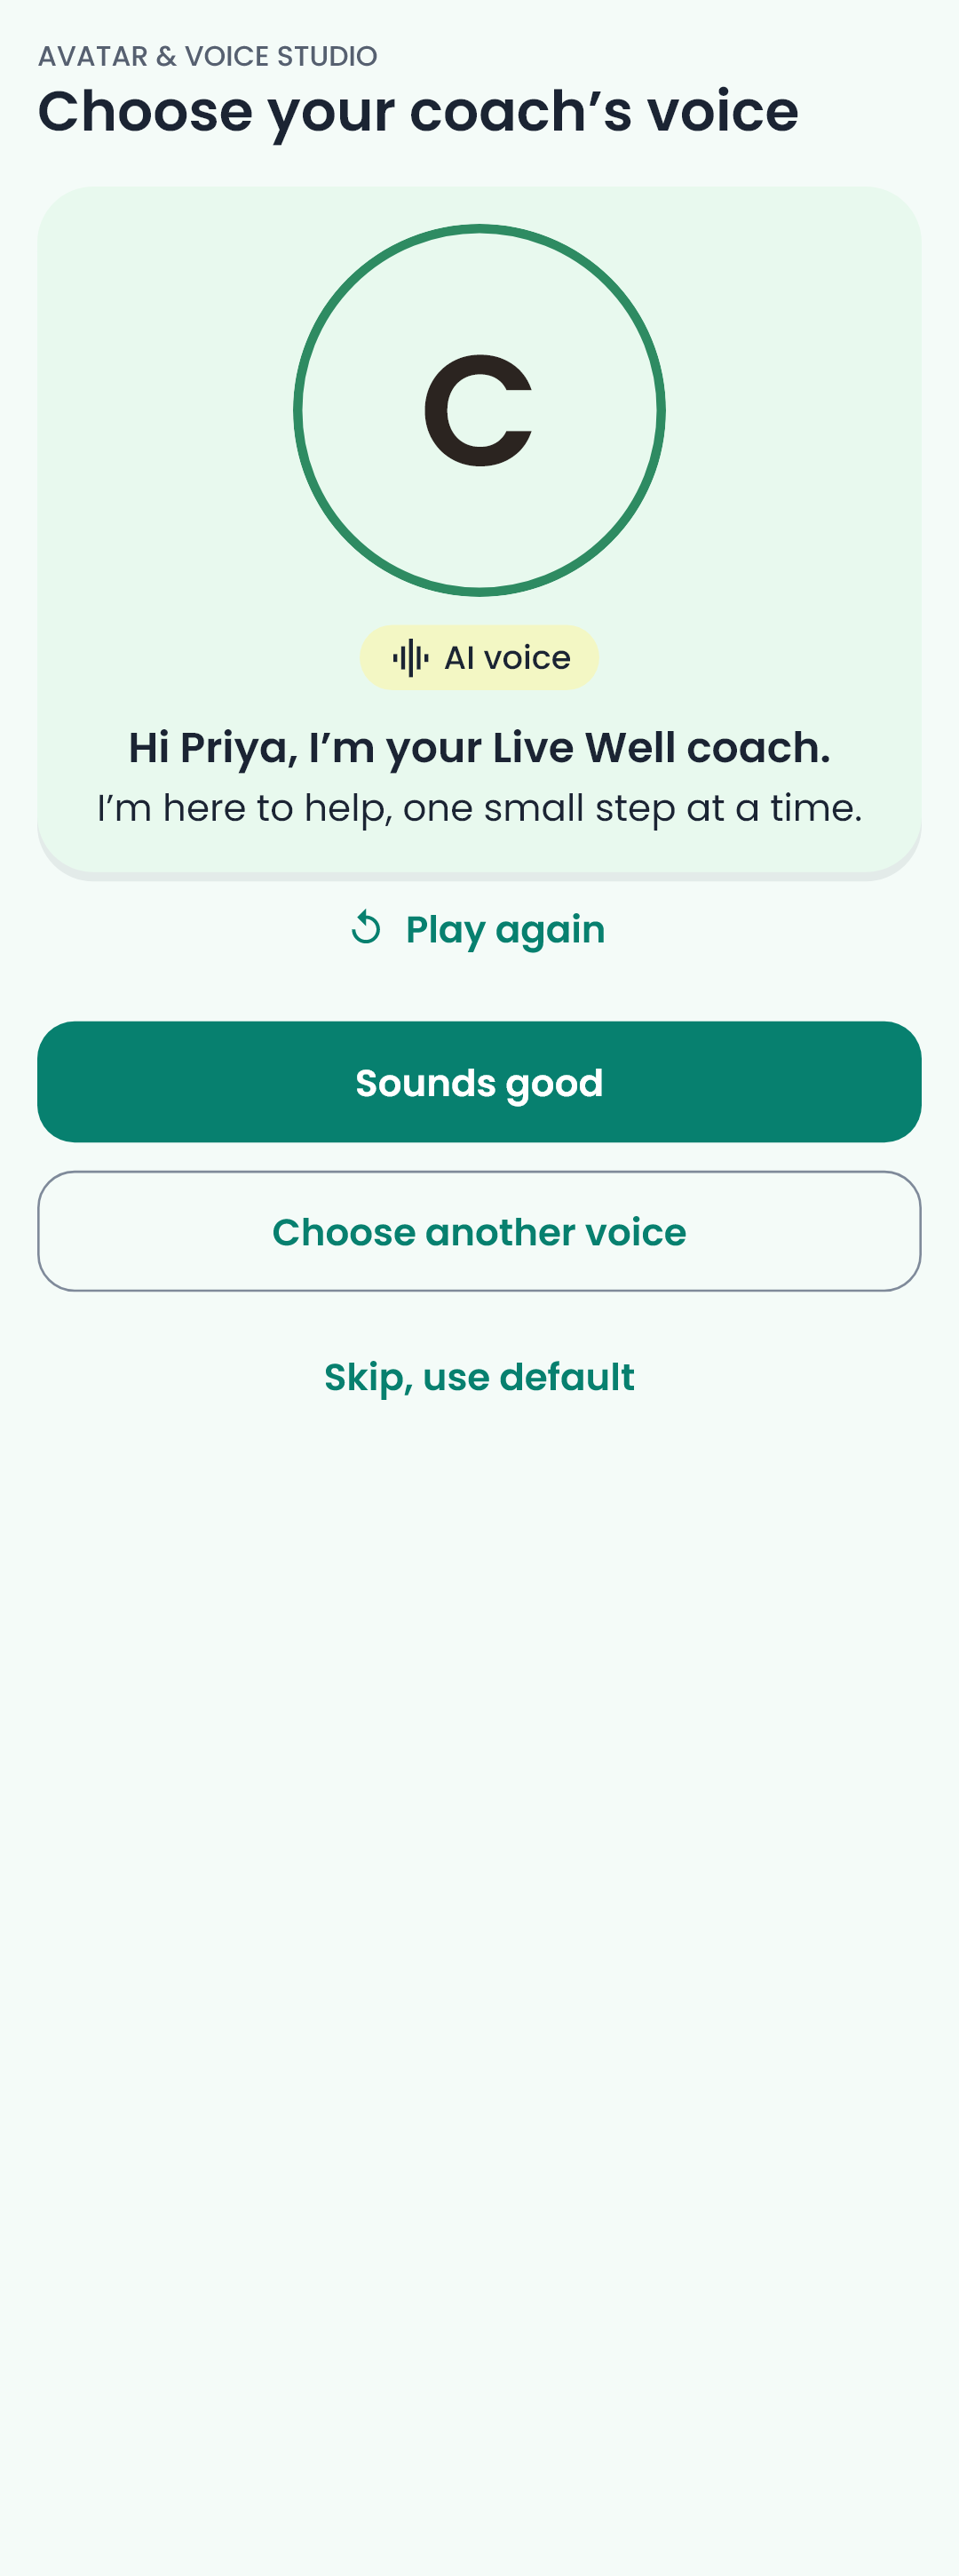 AVATAR & VOICE STUDIO
Choose your coach’s voice
C
AI voice
Hi Priya, I’m your Live Well coach.
I’m here to help, one small step at a time.
Play again
Sounds good
Choose another voice
Skip, use default